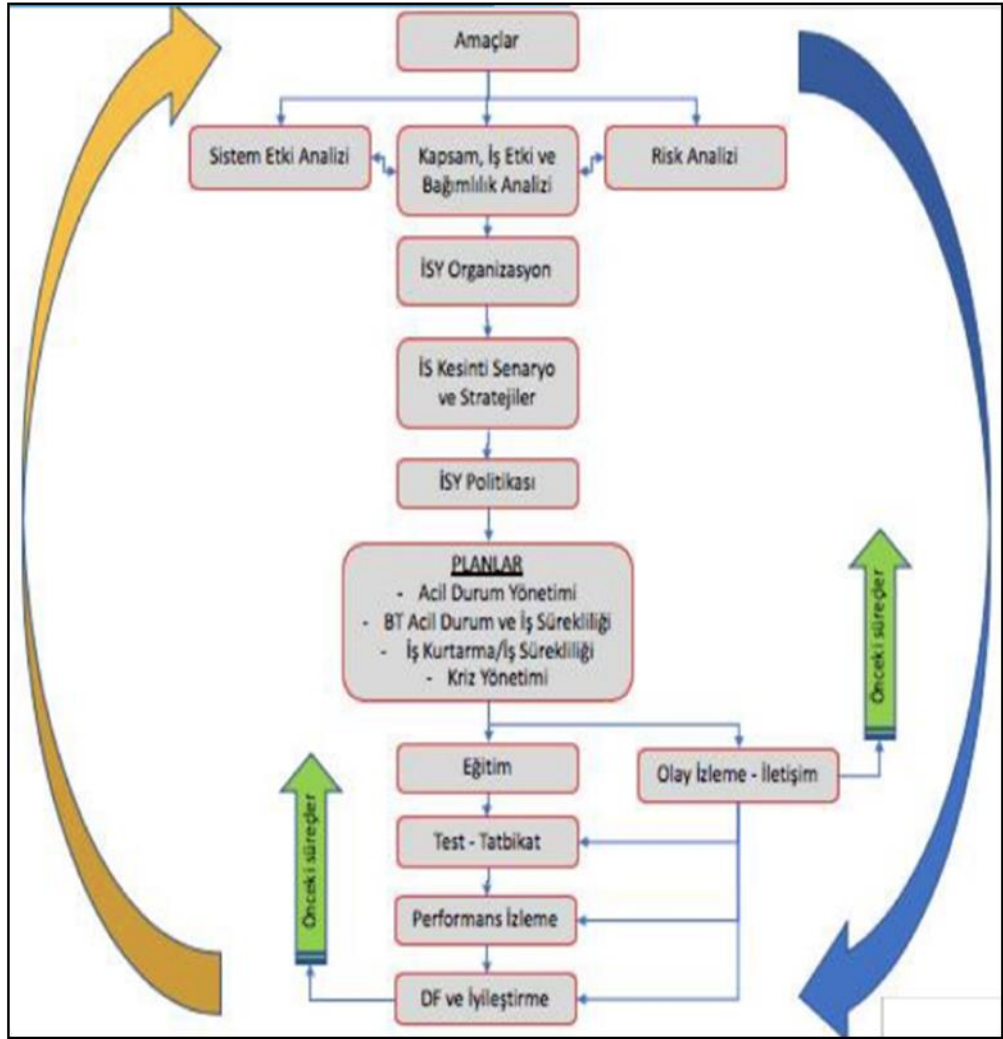 Amaçlar
Sistem Etki Analizi
Kapsam, İş Etki ve
Bağımlılık Analizi
Risk Analizi
İSY Organizasyon
İS Kesinti Senaryo
ve Stratejiler
İSY Politikası
PLANLAR
- Acil Durum Yönetimi
- BT Acil Durum ve İş Sürekliliği
- İş Kurtarma/İş Sürekliliği
- Kriz Yönetimi
Önceki süreçler
Eğitim
Olay İzleme - İletişim
Önceki süreçler
Test - Tatbikat
Performans İzleme
DF ve İyileştirme